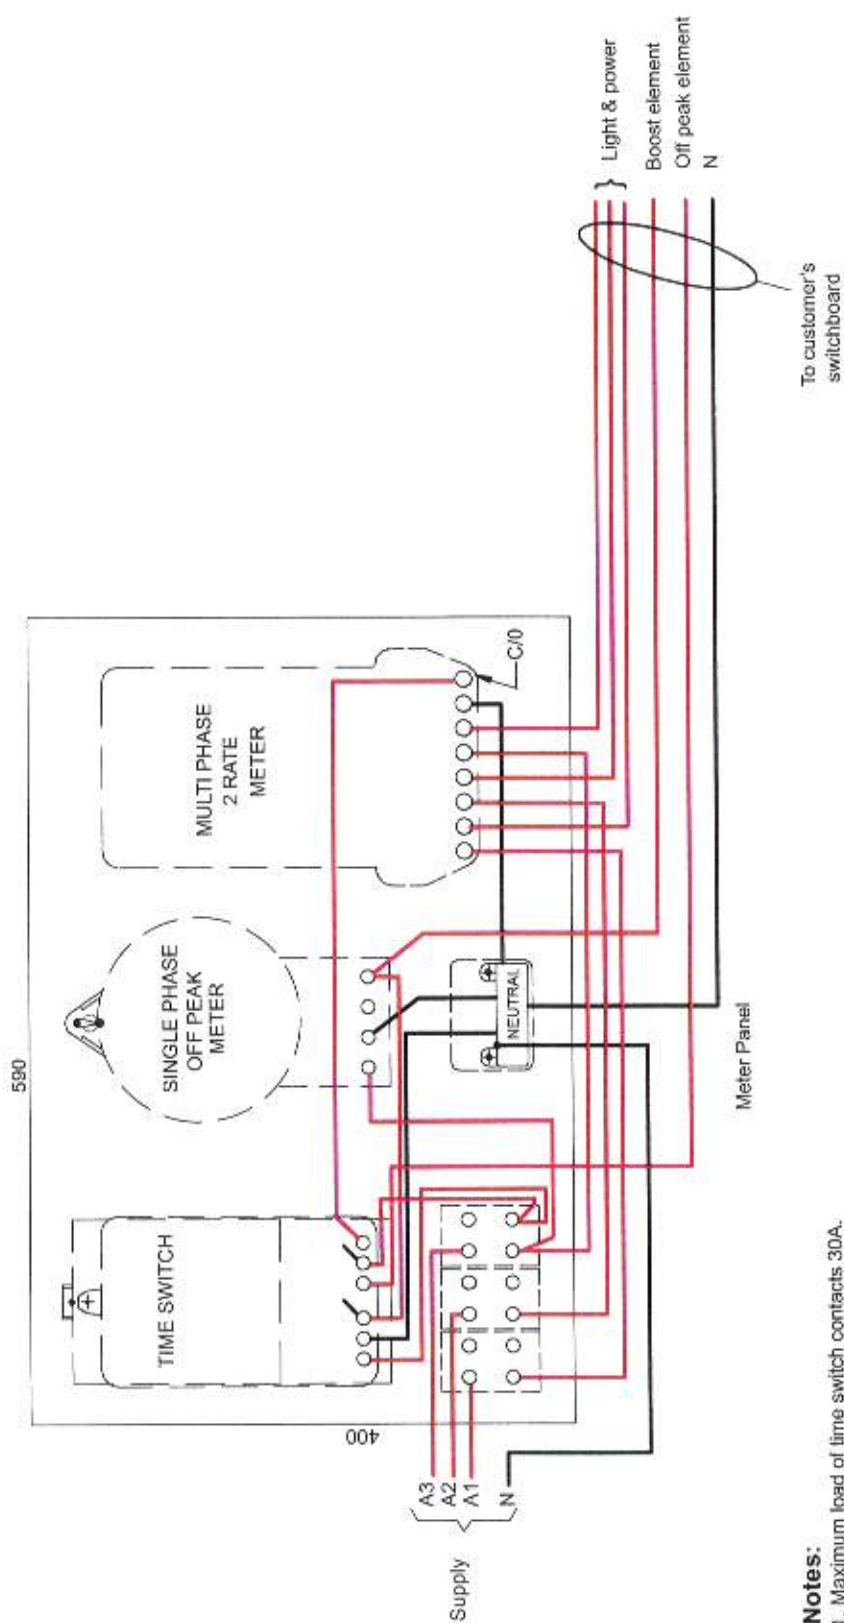 590
400
TIME SWITCH
SINGLE PHASE
OFF PEAK
METER
MULTI PHASE
2 RATE
METER
C/0
NEUTRAL
Supply
A3
A2
A1
N
Light & power
Boost element
Off peak element
N
To customer's
switchboard
Meter Panel
Notes:
Maximum load of time switch contacts 30A.